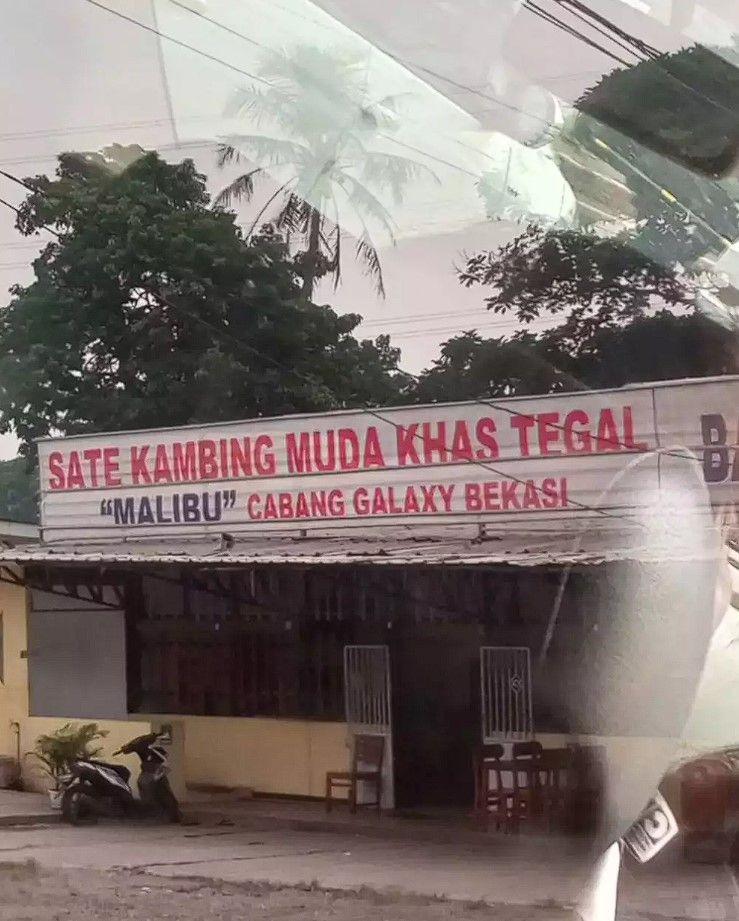 SATE KAMBING MUDA KHAS TEGAL
"MALIBU" CABANG GALAXY BEKASI